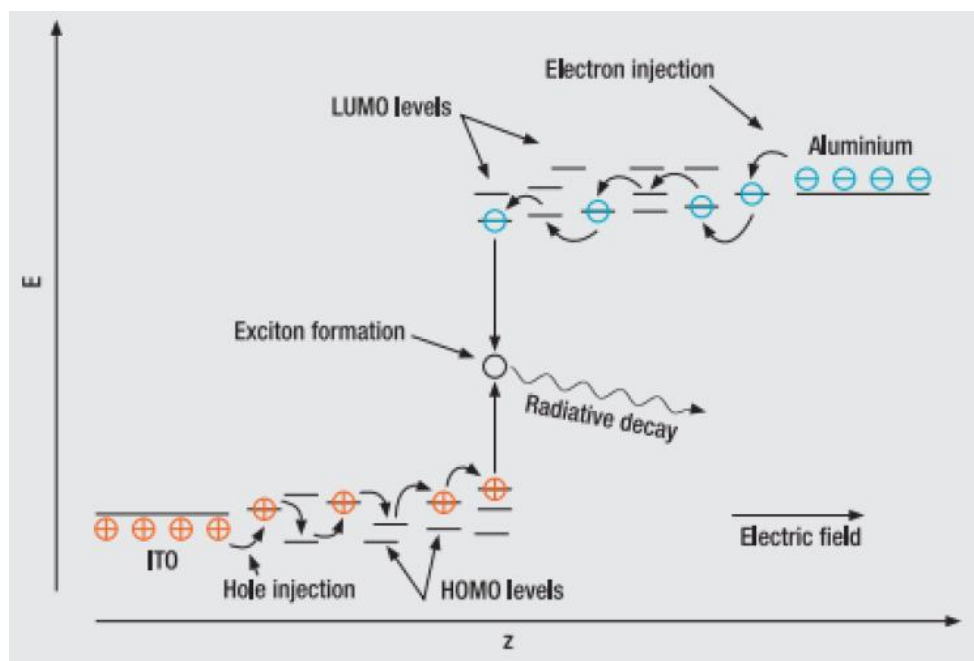 Electron injection
LUMO levels
Aluminium
E
Exciton formation
Radiative decay
Electric field
ITO
Hole injection
HOMO levels
z